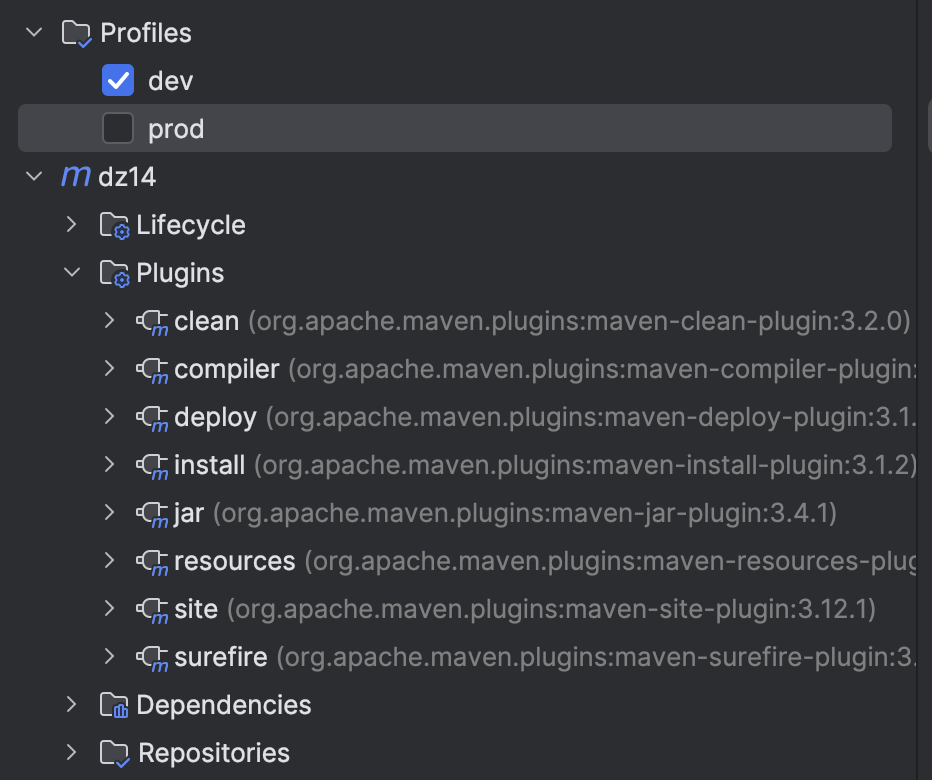 Profiles
dev
prod
m dz14
Lifecycle
Plugins
clean (org.apache.maven.plugins:maven-clean-plugin:3.2.0)
compiler (org.apache.maven.plugins:maven-compiler-plugin:
deploy (org.apache.maven.plugins:maven-deploy-plugin:3.1.
install (org.apache.maven.plugins:maven-install-plugin:3.1.2)
jar (org.apache.maven.plugins:maven-jar-plugin:3.4.1)
resources (org.apache.maven.plugins:maven-resources-plug
site (org.apache.maven.plugins:maven-site-plugin:3.12.1)
surefire (org.apache.maven.plugins:maven-surefire-plugin:3.
Dependencies
Repositories